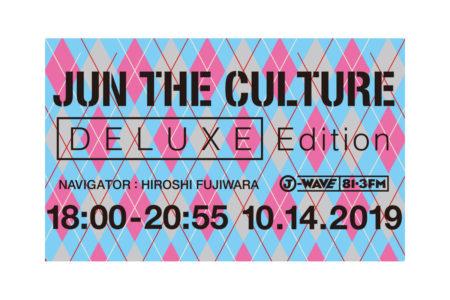 JUN THE CULTURE
DELUXE Edition
NAVIGATOR : HIROSHI FUJIWARA J-WAVE 81.3FM
18:00-20:55 10.14.2019